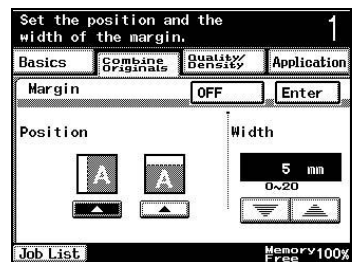 Set the position and the
width of the margin.
1
Basics
Combine
Originals
Quality/
Density
Application
Margin
OFF
Enter
Position
Width
A
A
5 mm
0~20
Job List
Memory 100%
Free